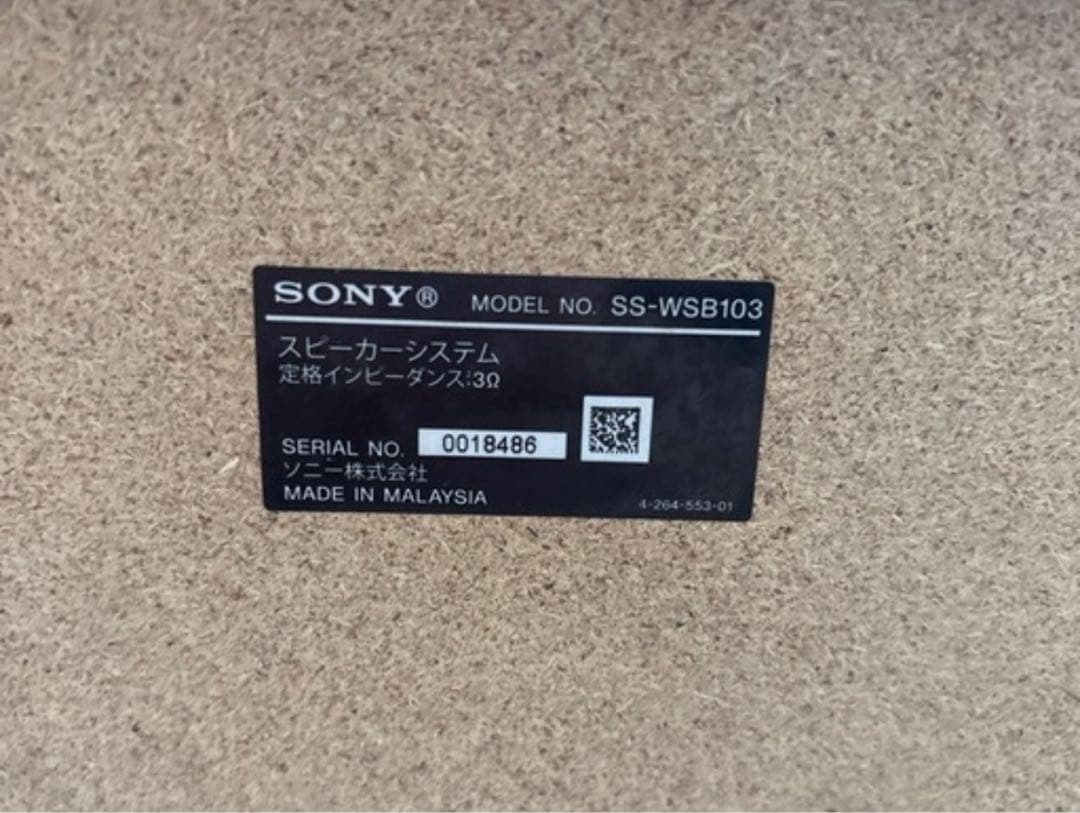 SONY® MODEL NO. SS-WSB103
スピーカーシステム
定格インピーダンス:3Ω
SERIAL NO. 0018486
ソニー株式会社
MADE IN MALAYSIA 4-264-553-01